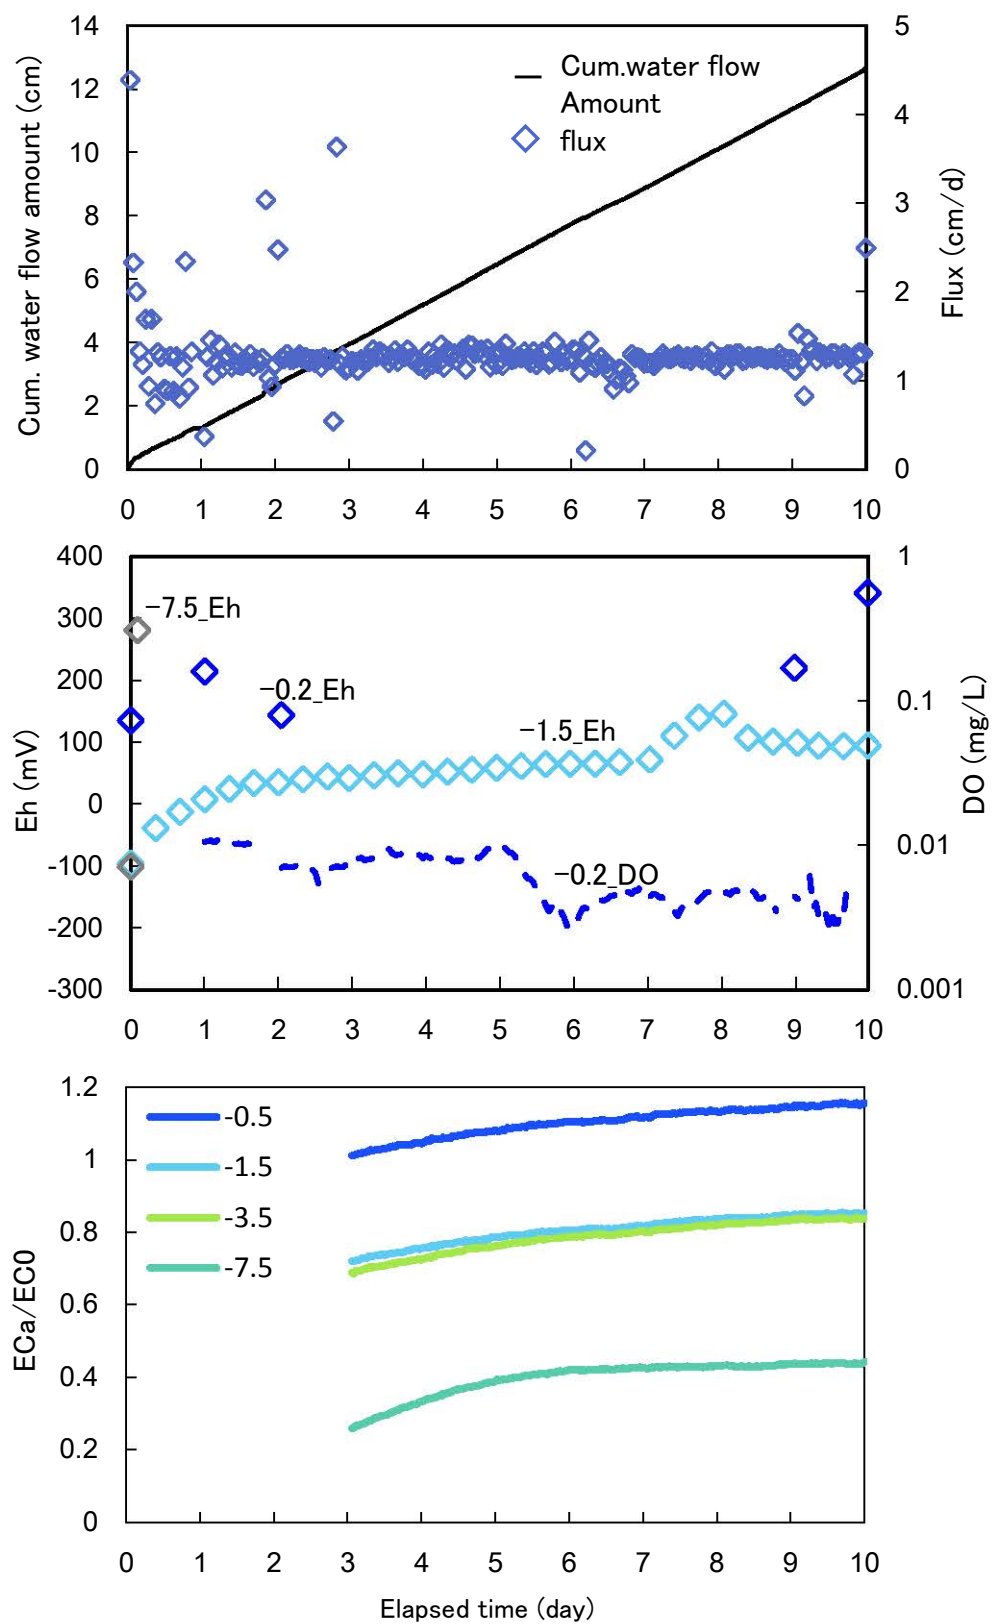 Cum. water flow amount (cm)
14
12
10
8
6
4
2
0
Cum.water flow
Amount
flux
5
4
3
2
1
0
Flux (cm/d)
0 1 2 3 4 5 6 7 8 9 10
Eh (mV)
400
300
200
100
0
-100
-200
-300
-7.5_Eh
-0.2_Eh
-1.5_Eh
-0.2_DO
1
0.1
0.01
0.001
DO (mg/L)
0 1 2 3 4 5 6 7 8 9 10
ECa/EC0
1.2
1
0.8
0.6
0.4
0.2
0
-0.5
-1.5
-3.5
-7.5
0 1 2 3 4 5 6 7 8 9 10
Elapsed time (day)